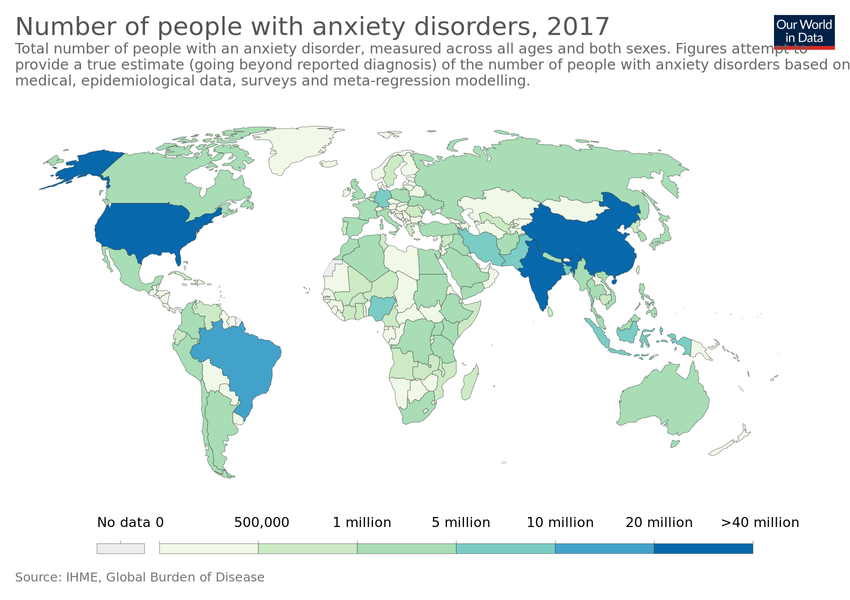 Number of people with anxiety disorders, 2017
Our World
in Data
Total number of people with an anxiety disorder, measured across all ages and both sexes. Figures attempt to
provide a true estimate (going beyond reported diagnosis) of the number of people with anxiety disorders based on
medical, epidemiological data, surveys and meta-regression modelling.
No data 0 500,000 1 million 5 million 10 million 20 million >40 million
Source: IHME, Global Burden of Disease